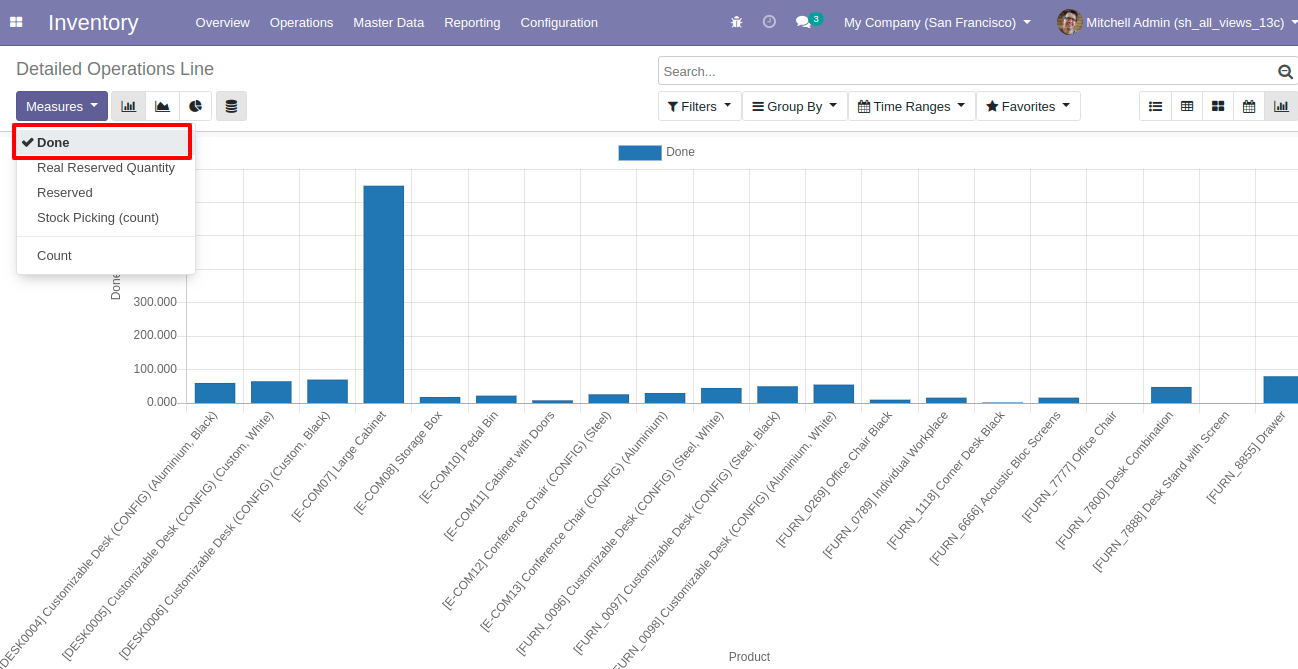 Inventory Overview Operations Master Data Reporting Configuration 3 My Company (San Francisco) Mitchell Admin (sh_all_views_13c)
Detailed Operations Line
Search...
Measures Filters Group By Time Ranges Favorites
Done
Real Reserved Quantity
Reserved
Stock Picking (count)
Count
Done
Done
300.000
200.000
100.000
0.000
[DESK0004] Customizable Desk (CONFIG) (Aluminium, Black)
[DESK0005] Customizable Desk (CONFIG) (Custom, White)
[DESK0006] Customizable Desk (CONFIG) (Custom, Black)
[E-COM07] Large Cabinet
[E-COM08] Storage Box
[E-COM10] Pedal Bin
[E-COM11] Cabinet with Doors
[E-COM12] Conference Chair (CONFIG) (Steel)
[E-COM13] Conference Chair (CONFIG) (Aluminium)
[FURN_0096] Customizable Desk (CONFIG) (Steel, White)
[FURN_0097] Customizable Desk (CONFIG) (Steel, Black)
FURN_0098] Customizable Desk (CONFIG) (Aluminium, White)
[FURN_0269] Office Chair Black
[FURN_0789] Individual Workplace
[FURN_1118] Corner Desk Black
[FURN_6666] Acoustic Bloc Screens
[FURN_7777] Office Chair
[FURN_7800] Desk Combination
[FURN_7888] Desk Stand with Screen
[FURN_8855] Drawer
Product